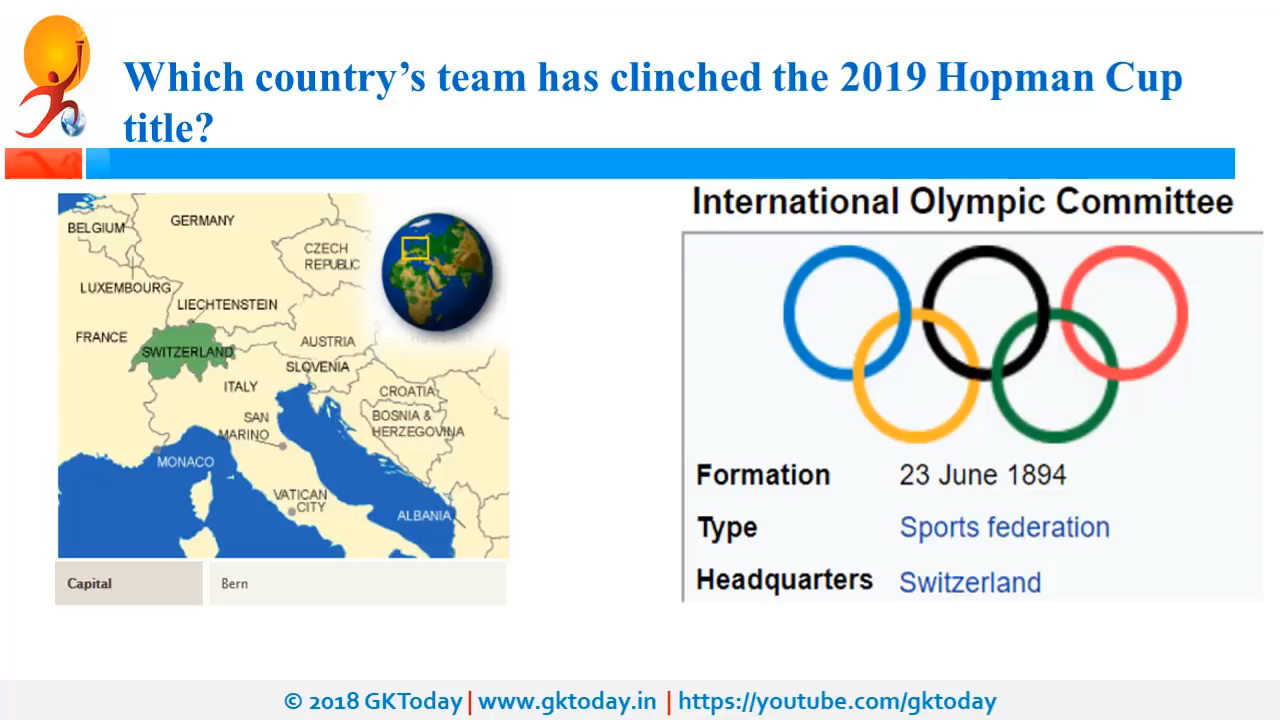 Which country’s team has clinched the 2019 Hopman Cup
title?
BELGIUM
GERMANY
CZECH
REPUBLIC
LUXEMBOURG
LIECHTENSTEIN
FRANCE
SWITZERLAND
AUSTRIA
SLOVENIA
ITALY
CROATIA
SAN
MARINO
BOSNIA &
HERZEGOVINA
MONACO
VATICAN
CITY
ALBANIA
Capital Bern
International Olympic Committee
Formation 23 June 1894
Type Sports federation
Headquarters Switzerland
© 2018 GKToday | www.gktoday.in | https://youtube.com/gktoday